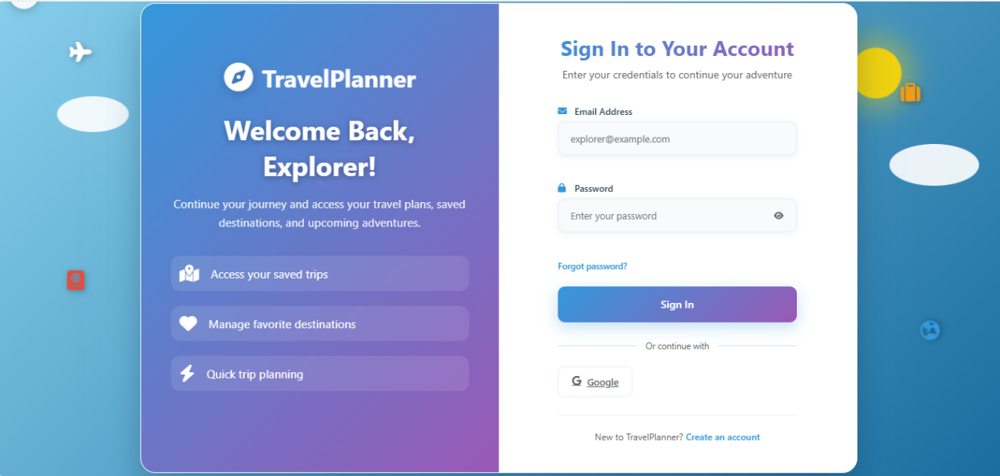 TravelPlanner
Welcome Back,
Explorer!
Continue your journey and access your travel plans, saved
destinations, and upcoming adventures.
Access your saved trips
Manage favorite destinations
Quick trip planning
Sign In to Your Account
Enter your credentials to continue your adventure
Email Address
explorer@example.com
Password
Enter your password
Forgot password?
Sign In
Or continue with
Google
New to TravelPlanner? Create an account